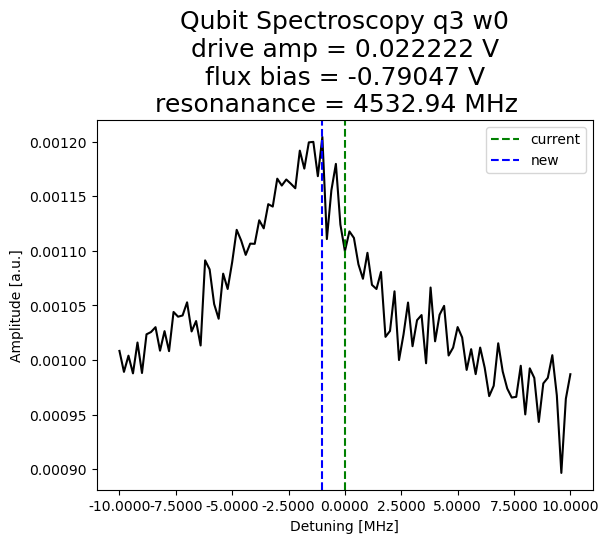 Qubit Spectroscopy q3 w0
drive amp = 0.022222 V
flux bias = -0.79047 V
resonanance = 4532.94 MHz
current
new
0.00120
0.00115
0.00110
0.00105
0.00100
0.00095
0.00090
Amplitude [a.u.]
-10.0000 -7.5000 -5.0000 -2.5000 0.0000 2.5000 5.0000 7.5000 10.0000
Detuning [MHz]